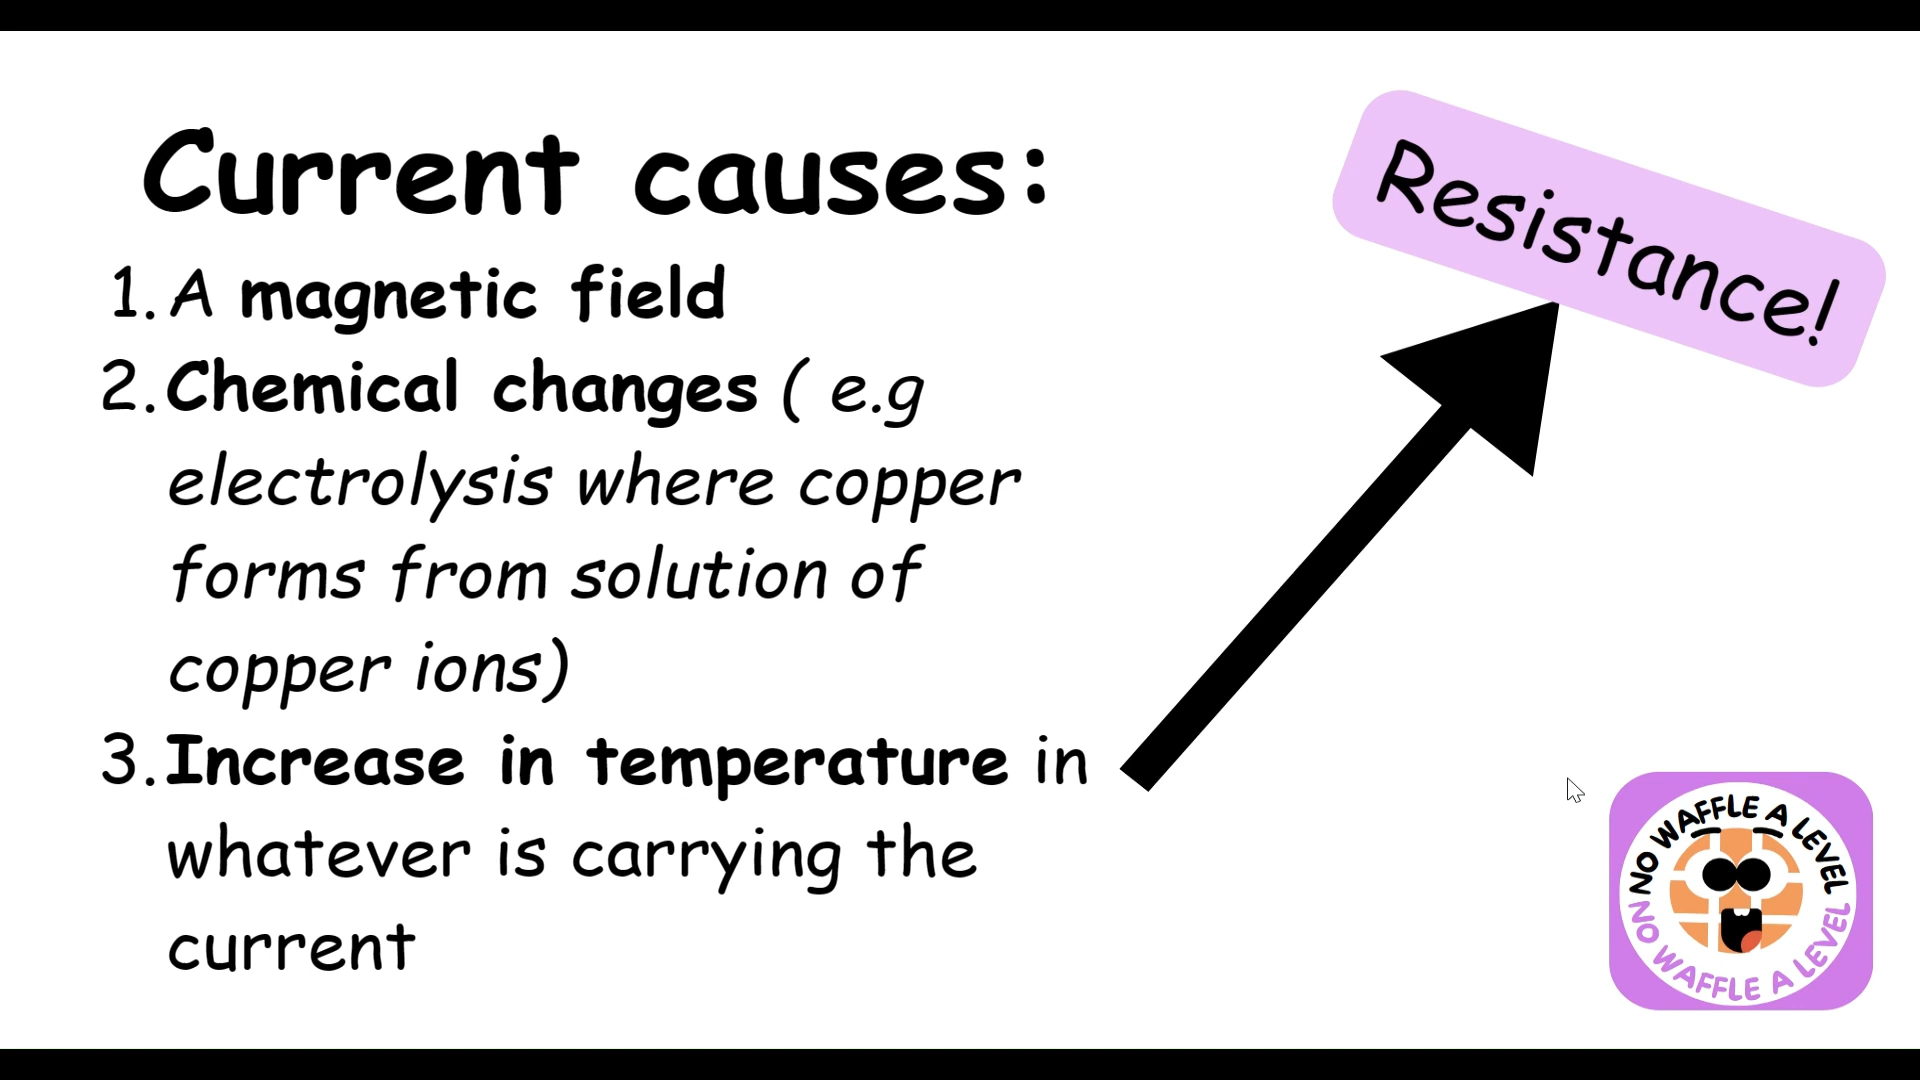 Current causes:
1. A magnetic field
2. Chemical changes ( e.g
electrolysis where copper
forms from solution of
copper ions)
3. Increase in temperature in
whatever is carrying the
current
Resistance!
NO WAFFLE A LEVEL
NO WAFFLE A LEVEL